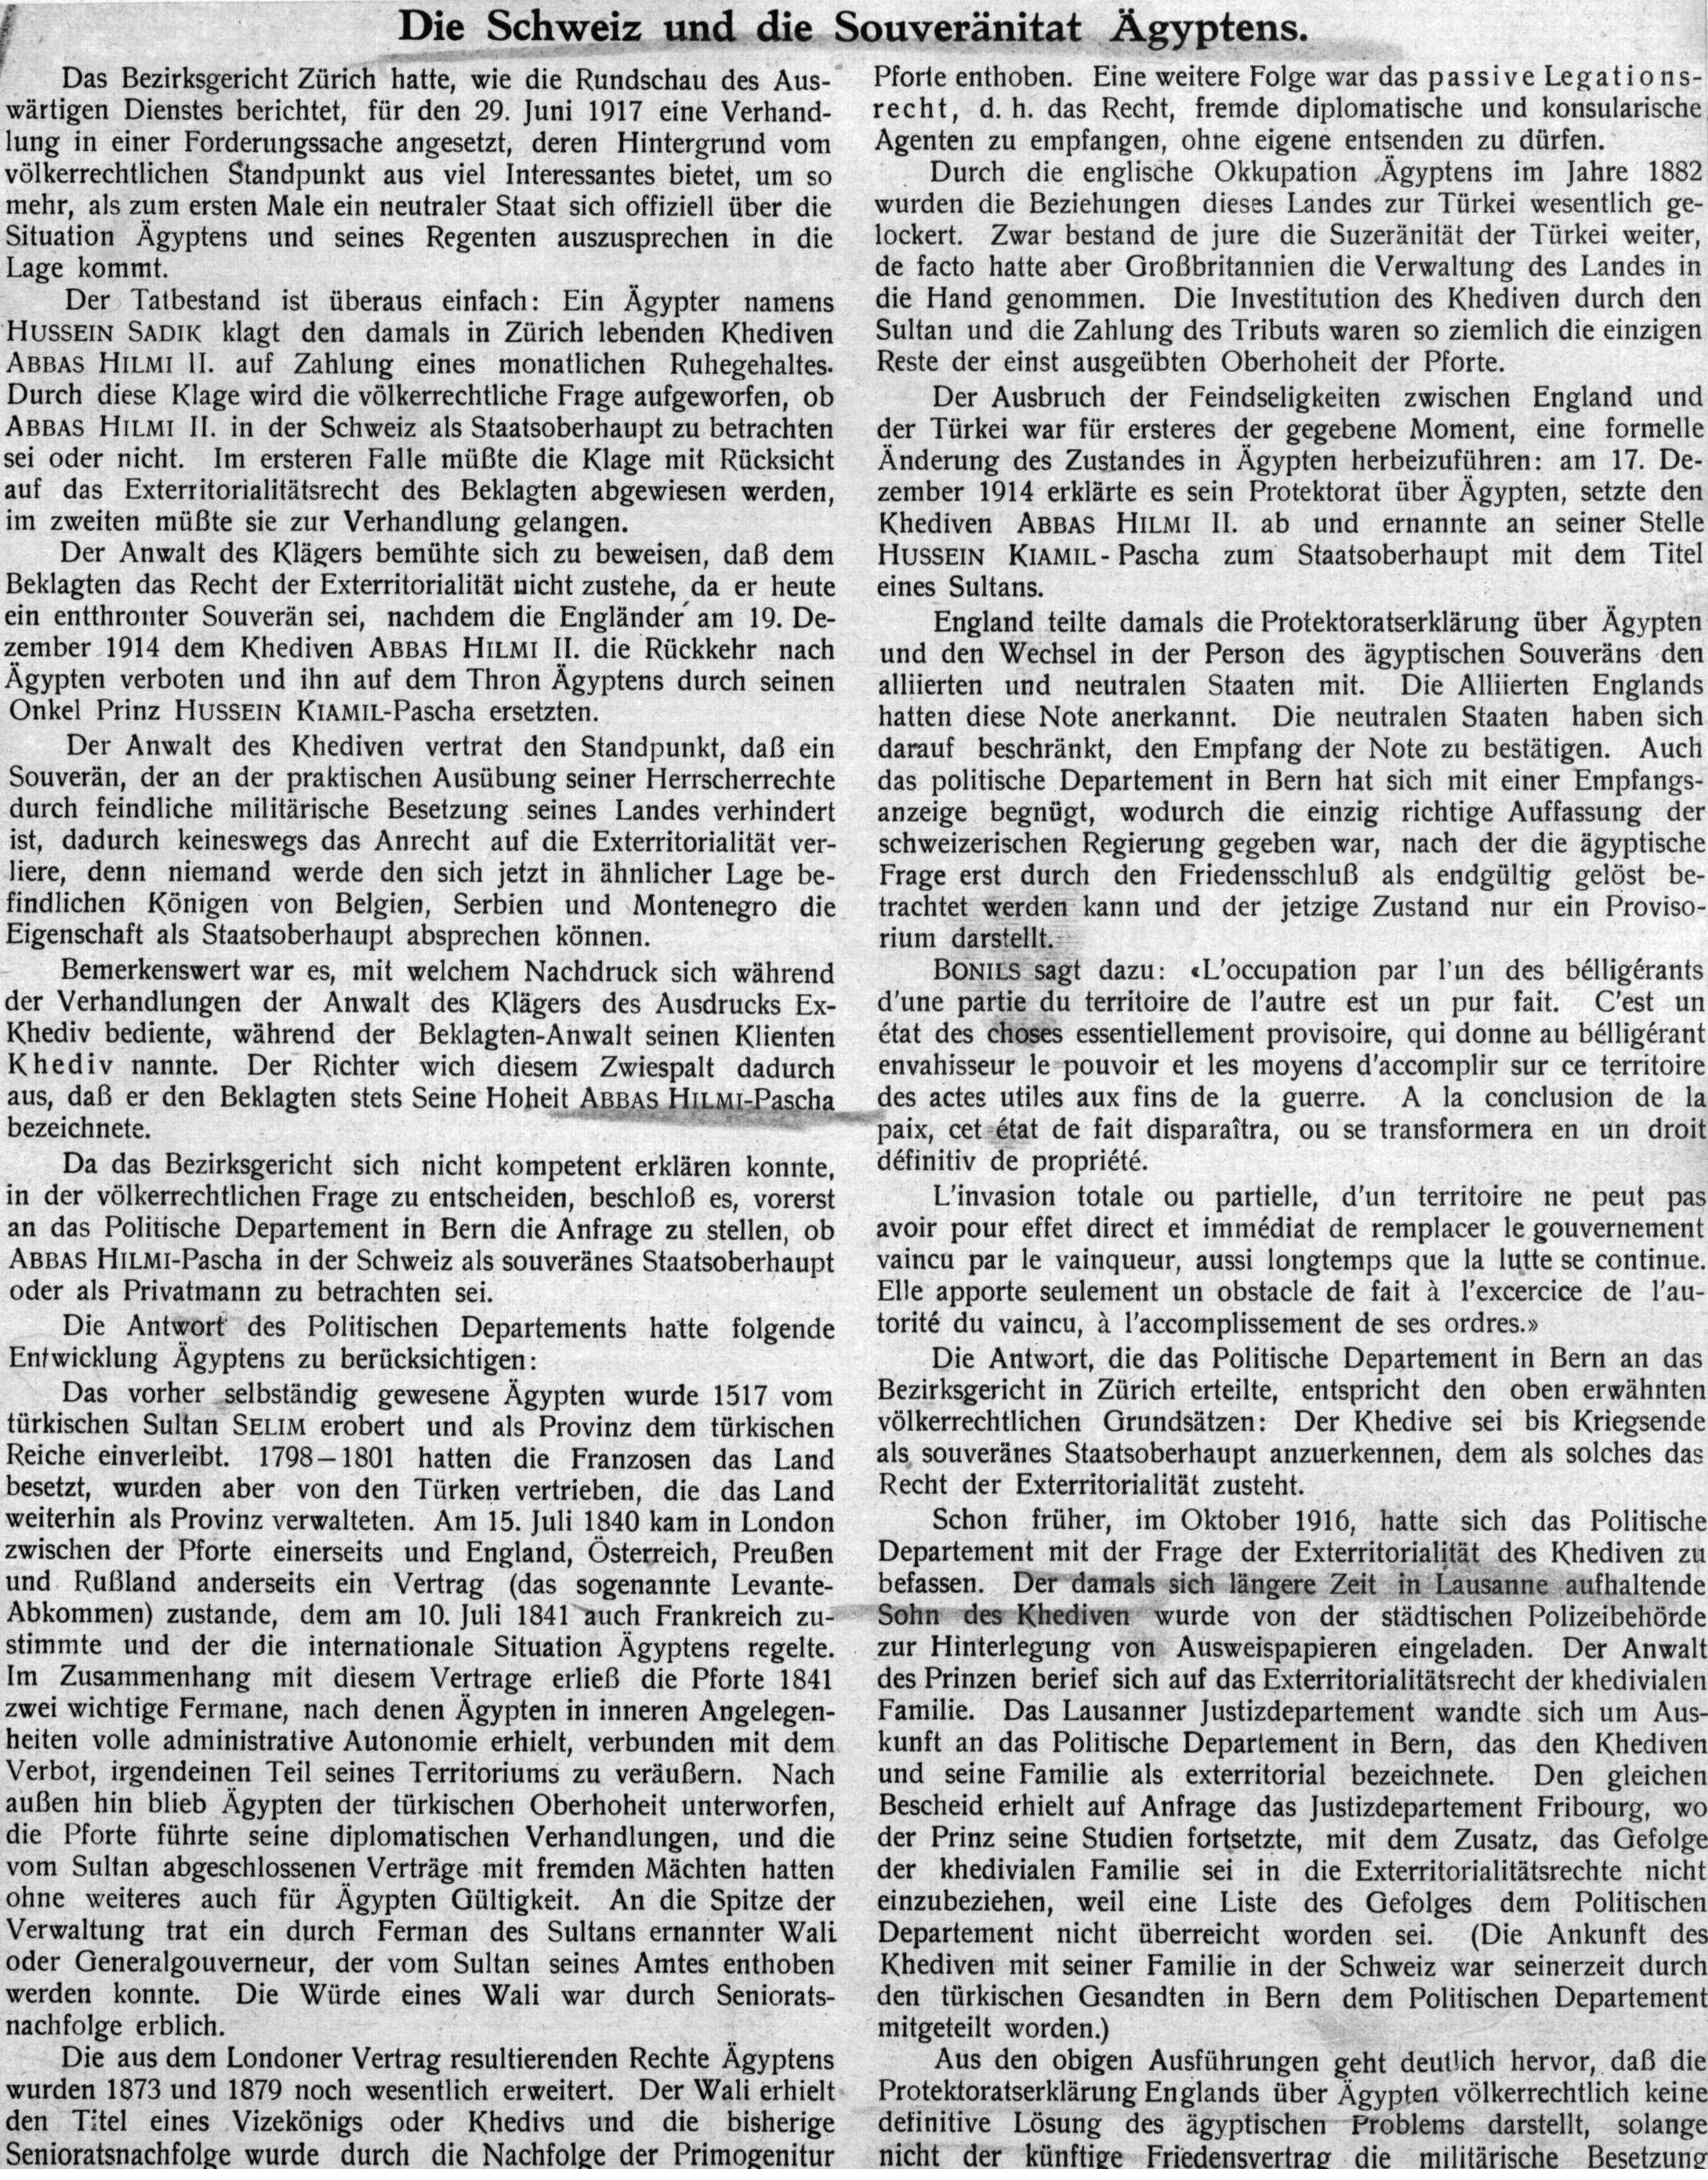 Die Schweiz und die Souveränitat Ägyptens.
Das Bezirksgericht Zürich hatte, wie die Rundschau des Aus-
wärtigen Dienstes berichtet, für den 29. Juni 1917 eine Verhand-
lung in einer Forderungssache angesetzt, deren Hintergrund vom
völkerrechtlichen Standpunkt aus viel Interessantes bietet, um so
mehr, als zum ersten Male ein neutraler Staat sich offiziell über die
Situation Ägyptens und seines Regenten auszusprechen in die
Lage kommt.
Der Tatbestand ist überaus einfach: Ein Ägypter namens
HUSSEIN SADIK klagt den damals in Zürich lebenden Khediven
ABBAS HILMI II. auf Zahlung eines monatlichen Ruhegehaltes.
Durch diese Klage wird die völkerrechtliche Frage aufgeworfen, ob
ABBAS HILMI II. in der Schweiz als Staatsoberhaupt zu betrachten
sei oder nicht. Im ersteren Falle müßte die Klage mit Rücksicht
auf das Exterritorialitätsrecht des Beklagten abgewiesen werden,
im zweiten müßte sie zur Verhandlung gelangen.
Der Anwalt des Klägers bemühte sich zu beweisen, daß dem
Beklagten das Recht der Exterritorialität nicht zustehe, da er heute
ein entthronter Souverän sei, nachdem die Engländer am 19. De-
zember 1914 dem Khediven ABBAS HILMI II. die Rückkehr nach
Ägypten verboten und ihn auf dem Thron Ägyptens durch seinen
Onkel Prinz HUSSEIN KIAMIL-Pascha ersetzten.
Der Anwalt des Khediven vertrat den Standpunkt, daß ein
Souverän, der an der praktischen Ausübung seiner Herrscherrechte
durch feindliche militärische Besetzung seines Landes verhindert
ist, dadurch keineswegs das Anrecht auf die Exterritorialität ver-
liere, denn niemand werde den sich jetzt in ähnlicher Lage be-
findlichen Königen von Belgien, Serbien und Montenegro die
Eigenschaft als Staatsoberhaupt absprechen können.
Bemerkenswert war es, mit welchem Nachdruck sich während
der Verhandlungen der Anwalt des Klägers des Ausdrucks Ex-
Khediv bediente, während der Beklagten-Anwalt seinen Klienten
Khediv nannte. Der Richter wich diesem Zwiespalt dadurch
aus, daß er den Beklagten stets Seine Hoheit ABBAS HILMI-Pascha
bezeichnete.
Da das Bezirksgericht sich nicht kompetent erklären konnte,
in der völkerrechtlichen Frage zu entscheiden, beschloß es, vorerst
an das Politische Departement in Bern die Anfrage zu stellen, ob
ABBAS HILMI-Pascha in der Schweiz als souveränes Staatsoberhaupt
oder als Privatmann zu betrachten sei.
Die Antwort des Politischen Departements hatte folgende
Entwicklung Ägyptens zu berücksichtigen:
Das vorher selbständig gewesene Ägypten wurde 1517 vom
türkischen Sultan SELIM erobert und als Provinz dem türkischen
Reiche einverleibt. 1798–1801 hatten die Franzosen das Land
besetzt, wurden aber von den Türken vertrieben, die das Land
weiterhin als Provinz verwalteten. Am 15. Juli 1840 kam in London
zwischen der Pforte einerseits und England, Österreich, Preußen
und Rußland anderseits ein Vertrag (das sogenannte Levante-
Abkommen) zustande, dem am 10. Juli 1841 auch Frankreich zu-
stimmte und der die internationale Situation Ägyptens regelte.
Im Zusammenhang mit diesem Vertrage erließ die Pforte 1841
zwei wichtige Fermane, nach denen Ägypten in inneren Angelegen-
heiten volle administrative Autonomie erhielt, verbunden mit dem
Verbot, irgendeinen Teil seines Territoriums zu veräußern. Nach
außen hin blieb Ägypten der türkischen Oberhoheit unterworfen,
die Pforte führte seine diplomatischen Verhandlungen, und die
vom Sultan abgeschlossenen Verträge mit fremden Mächten hatten
ohne weiteres auch für Ägypten Gültigkeit. An die Spitze der
Verwaltung trat ein durch Ferman des Sultans ernannter Wali
oder Generalgouverneur, der vom Sultan seines Amtes enthoben
werden konnte. Die Würde eines Wali war durch Seniorats-
nachfolge erblich.
Die aus dem Londoner Vertrag resultierenden Rechte Ägyptens
wurden 1873 und 1879 noch wesentlich erweitert. Der Wali erhielt
den Titel eines Vizekönigs oder Khedivs und die bisherige
Senioratsnachfolge wurde durch die Nachfolge der Primogenitur
Pforte enthoben. Eine weitere Folge war das passive Legations-
recht, d. h. das Recht, fremde diplomatische und konsularische
Agenten zu empfangen, ohne eigene entsenden zu dürfen.
Durch die englische Okkupation Ägyptens im Jahre 1882
wurden die Beziehungen dieses Landes zur Türkei wesentlich ge-
lockert. Zwar bestand de jure die Suzeränität der Türkei weiter,
de facto hatte aber Großbritannien die Verwaltung des Landes in
die Hand genommen. Die Investitution des Khediven durch den
Sultan und die Zahlung des Tributs waren so ziemlich die einzigen
Reste der einst ausgeübten Oberhoheit der Pforte.
Der Ausbruch der Feindseligkeiten zwischen England und
der Türkei war für ersteres der gegebene Moment, eine formelle
Änderung des Zustandes in Ägypten herbeizuführen: am 17. De-
zember 1914 erklärte es sein Protektorat über Ägypten, setzte den
Khediven ABBAS HILMI II. ab und ernannte an seiner Stelle
HUSSEIN KIAMIL-Pascha zum Staatsoberhaupt mit dem Titel
eines Sultans.
England teilte damals die Protektoratserklärung über Ägypten
und den Wechsel in der Person des ägyptischen Souveräns den
alliierten und neutralen Staaten mit. Die Alliierten Englands
hatten diese Note anerkannt. Die neutralen Staaten haben sich
darauf beschränkt, den Empfang der Note zu bestätigen. Auch
das politische Departement in Bern hat sich mit einer Empfangs-
anzeige begnügt, wodurch die einzig richtige Auffassung der
schweizerischen Regierung gegeben war, nach der die ägyptische
Frage erst durch den Friedensschluß als endgültig gelöst be-
trachtet werden kann und der jetzige Zustand nur ein Proviso-
rium darstellt.
BONILS sagt dazu: «L'occupation par l'un des bélligérants
d'une partie du territoire de l'autre est un pur fait. C'est un
état des choses essentiellement provisoire, qui donne au bélligérant
envahisseur le pouvoir et les moyens d'accomplir sur ce territoire
des actes utiles aux fins de la guerre. A la conclusion de la
paix, cet état de fait disparaîtra, ou se transformera en un droit
définitiv de propriété.
L'invasion totale ou partielle, d'un territoire ne peut pas
avoir pour effet direct et immédiat de remplacer le gouvernement
vaincu par le vainqueur, aussi longtemps que la lutte se continue.
Elle apporte seulement un obstacle de fait à l'excercice de l'au-
torité du vaincu, à l'accomplissement de ses ordres.»
Die Antwort, die das Politische Departement in Bern an das
Bezirksgericht in Zürich erteilte, entspricht den oben erwähnten
völkerrechtlichen Grundsätzen: Der Khedive sei bis Kriegsende
als souveränes Staatsoberhaupt anzuerkennen, dem als solches das
Recht der Exterritorialität zusteht.
Schon früher, im Oktober 1916, hatte sich das Politische
Departement mit der Frage der Exterritorialität des Khediven zu
befassen. Der damals sich längere Zeit in Lausanne aufhaltende
Sohn des Khediven wurde von der städtischen Polizeibehörde
zur Hinterlegung von Ausweispapieren eingeladen. Der Anwalt
des Prinzen berief sich auf das Exterritorialitätsrecht der khedivialen
Familie. Das Lausanner Justizdepartement wandte sich um Aus-
kunft an das Politische Departement in Bern, das den Khediven
und seine Familie als exterritorial bezeichnete. Den gleichen
Bescheid erhielt auf Anfrage das Justizdepartement Fribourg, wo
der Prinz seine Studien fortsetzte, mit dem Zusatz, das Gefolge
der khedivialen Familie sei in die Exterritorialitätsrechte nicht
einzubeziehen, weil eine Liste des Gefolges dem Politischen
Departement nicht überreicht worden sei. (Die Ankunft des
Khediven mit seiner Familie in der Schweiz war seinerzeit durch
den türkischen Gesandten in Bern dem Politischen Departement
mitgeteilt worden.)
Aus den obigen Ausführungen geht deutlich hervor, daß die
Protektoratserklärung Englands über Ägypten völkerrechtlich keine
definitive Lösung des ägyptischen Problems darstellt, solange
nicht der künftige Friedensvertrag die militärische Besetzung